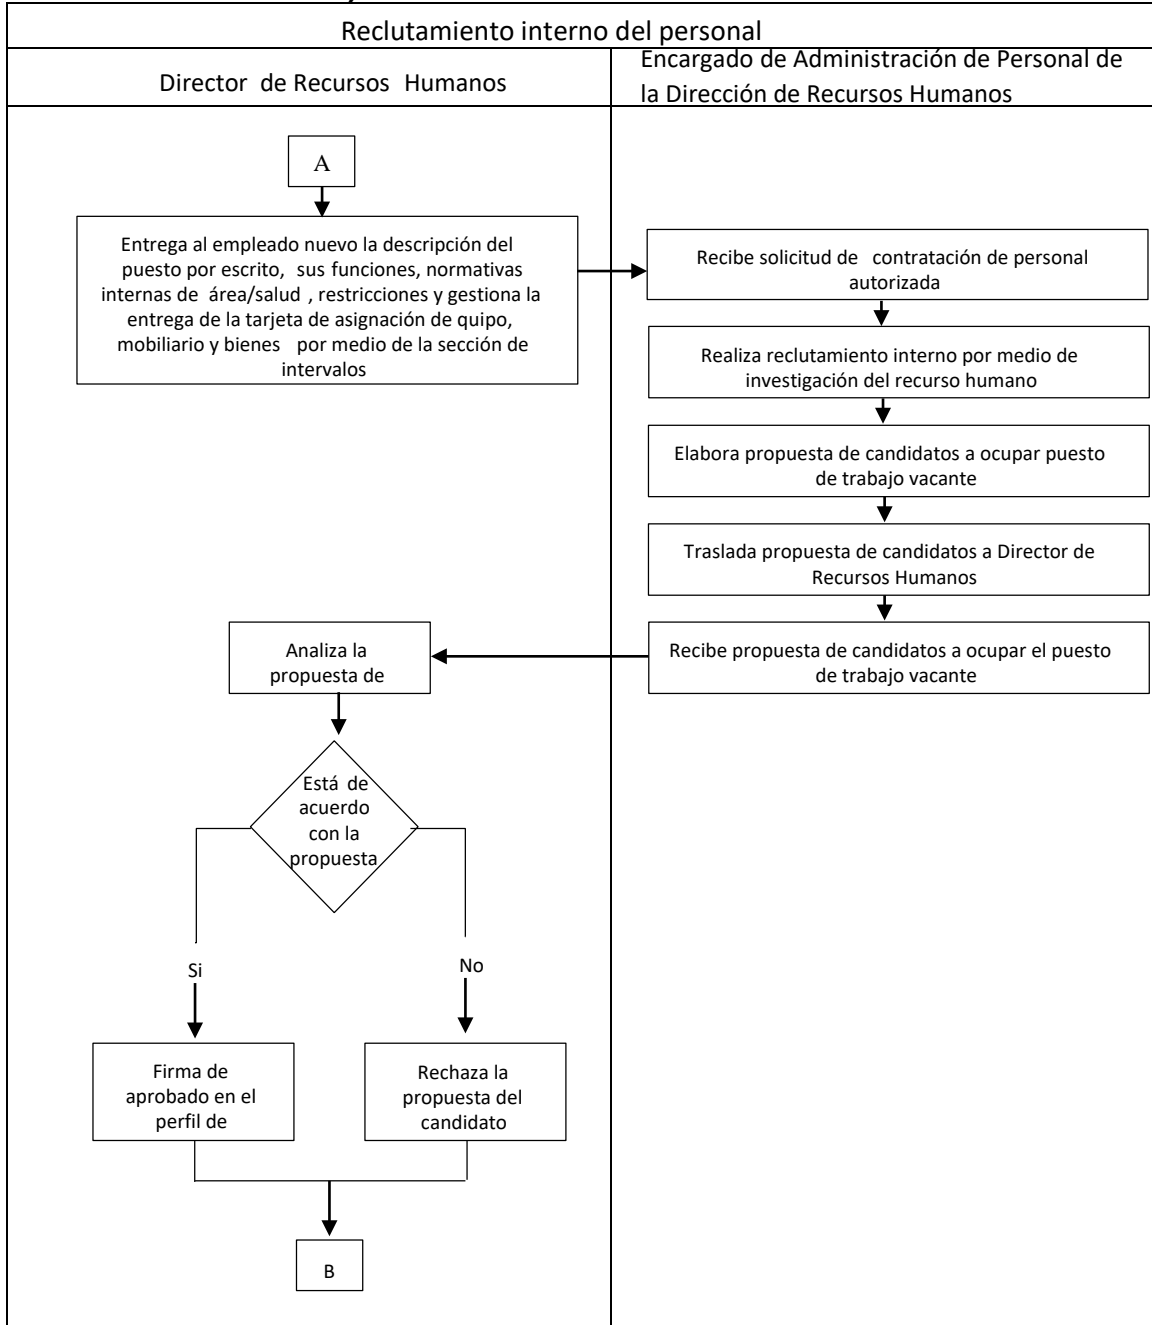 Reclutamiento interno del personal
Director de Recursos Humanos
Encargado de Administración de Personal de
la Dirección de Recursos Humanos
A
Entrega al empleado nuevo la descripción del
puesto por escrito, sus funciones, normativas
internas de área/salud , restricciones y gestiona la
entrega de la tarjeta de asignación de quipo,
mobiliario y bienes por medio de la sección de
intervalos
Recibe solicitud de contratación de personal
autorizada
Realiza reclutamiento interno por medio de
investigación del recurso humano
Elabora propuesta de candidatos a ocupar puesto
de trabajo vacante
Traslada propuesta de candidatos a Director de
Recursos Humanos
Recibe propuesta de candidatos a ocupar el puesto
de trabajo vacante
Analiza la
propuesta de
Está de
acuerdo
con la
propuesta
Si
No
Firma de
aprobado en el
perfil de
Rechaza la
propuesta del
candidato
B